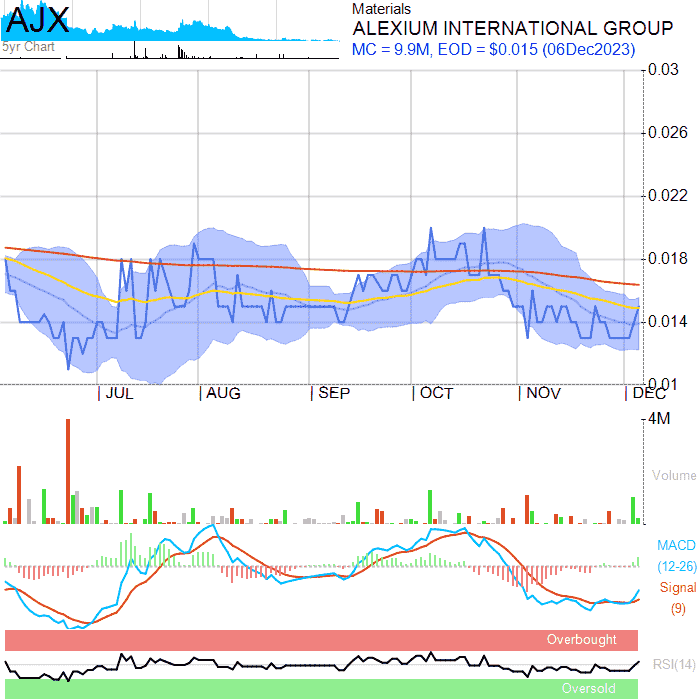 AJX
5yr Chart
Materials
ALEXIUM INTERNATIONAL GROUP
MC = 9.9M, EOD = $0.015 (06Dec2023)
0.03
0.026
0.022
0.018
0.014
0.01
JUL
AUG
SEP
OCT
NOV
DEC
4M
Volume
MACD
(12-26)
Signal
(9)
Overbought
RSI(14)
Oversold